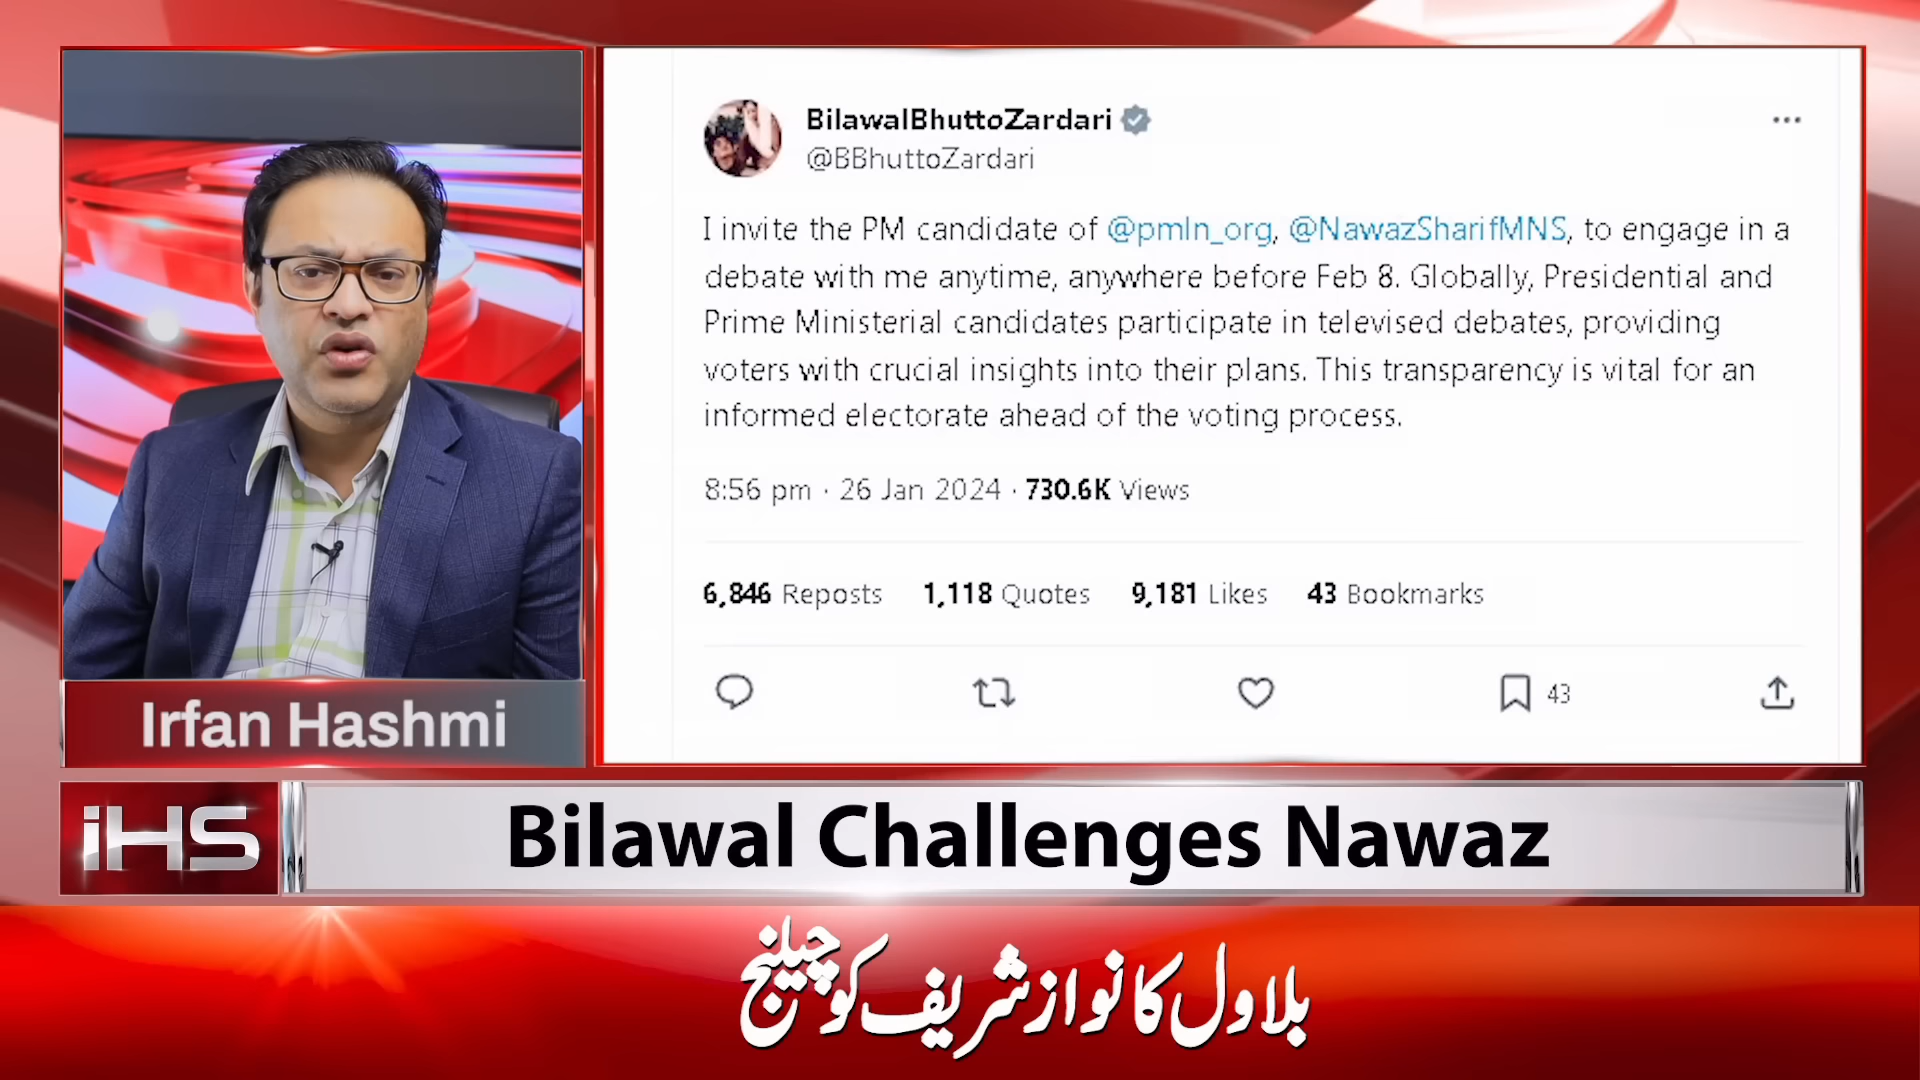 BilawalBhuttoZardari
@BBhuttoZardari
I invite the PM candidate of @pmln_org, @NawazSharifMNS, to engage in a
debate with me anytime, anywhere before Feb 8. Globally, Presidential and
Prime Ministerial candidates participate in televised debates, providing
voters with crucial insights into their plans. This transparency is vital for an
informed electorate ahead of the voting process.
8:56 pm · 26 Jan 2024 · 730.6K Views
6,846 Reposts 1,118 Quotes 9,181 Likes 43 Bookmarks
43
Irfan Hashmi
iHS
Bilawal Challenges Nawaz
بلاول کا نواز شریف کو چیلنج